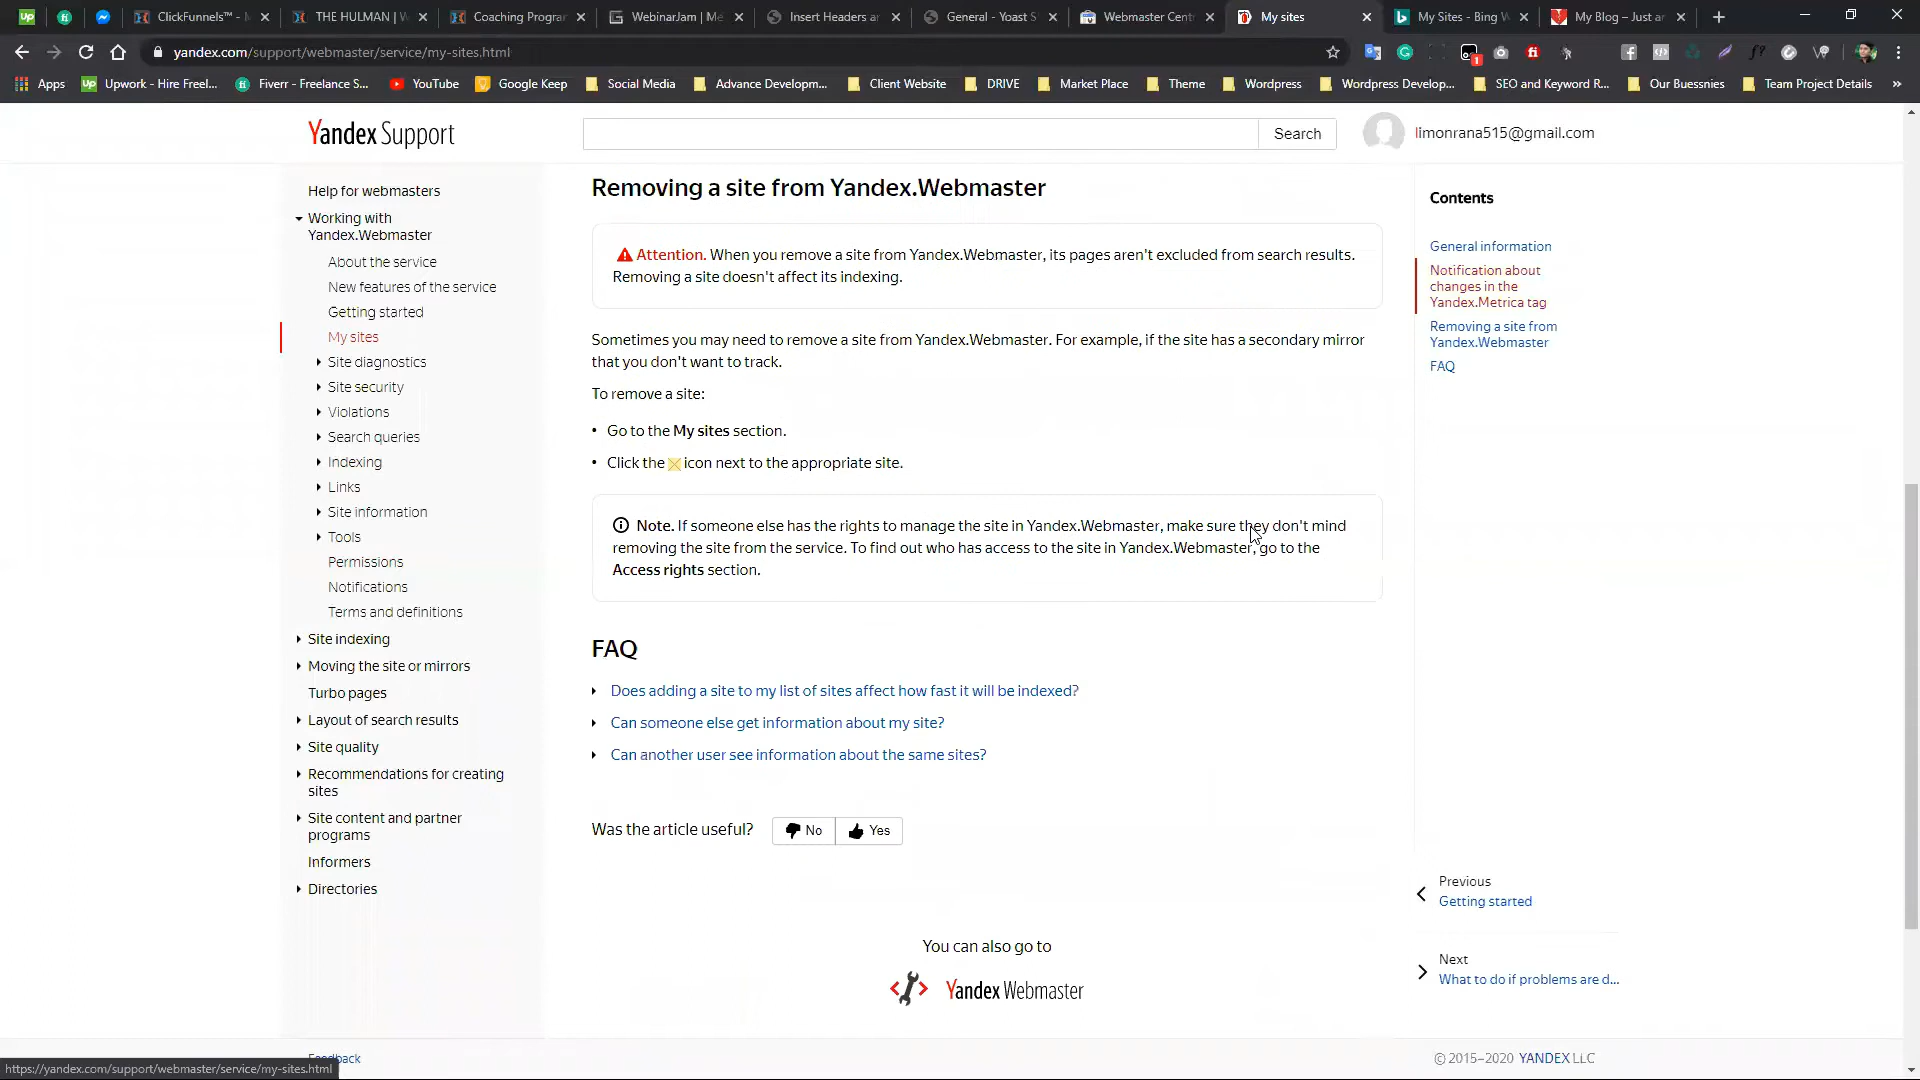 ClickFunnels™ - M
THE HULMAN | W
Coaching Progran
WebinarJam | Me
Insert Headers ar
General - Yoast S
Webmaster Cent
My sites
My Sites - Bing W
My Blog – Just ar
yandex.com/support/webmaster/service/my-sites.html
Apps
Upwork - Hire Freel...
Fiverr - Freelance S...
YouTube
Google Keep
Social Media
Advance Developm...
Client Website
DRIVE
Market Place
Theme
Wordpress
Wordpress Develop...
SEO and Keyword R...
Our Buessnies
Team Project Details
»
Yandex Support
Search
limonrana515@gmail.com
Help for webmasters
Working with
Yandex.Webmaster
About the service
New features of the service
Getting started
My sites
Site diagnostics
Site security
Violations
Search queries
Indexing
Links
Site information
Tools
Permissions
Notifications
Terms and definitions
Site indexing
Moving the site or mirrors
Turbo pages
Layout of search results
Site quality
Recommendations for creating
sites
Site content and partner
programs
Informers
Directories
Removing a site from Yandex.Webmaster
Attention. When you remove a site from Yandex.Webmaster, its pages aren't excluded from search results.
Removing a site doesn't affect its indexing.
Sometimes you may need to remove a site from Yandex.Webmaster. For example, if the site has a secondary mirror
that you don't want to track.
To remove a site:
• Go to the My sites section.
• Click the icon next to the appropriate site.
Note. If someone else has the rights to manage the site in Yandex.Webmaster, make sure they don't mind
removing the site from the service. To find out who has access to the site in Yandex.Webmaster, go to the
Access rights section.
FAQ
Does adding a site to my list of sites affect how fast it will be indexed?
Can someone else get information about my site?
Can another user see information about the same sites?
Was the article useful?
No
Yes
You can also go to
Yandex Webmaster
Contents
General information
Notification about
changes in the
Yandex.Metrica tag
Removing a site from
Yandex.Webmaster
FAQ
Previous
Getting started
Next
What to do if problems are d...
Feedback
© 2015–2020 YANDEX LLC
https://yandex.com/support/webmaster/service/my-sites.html